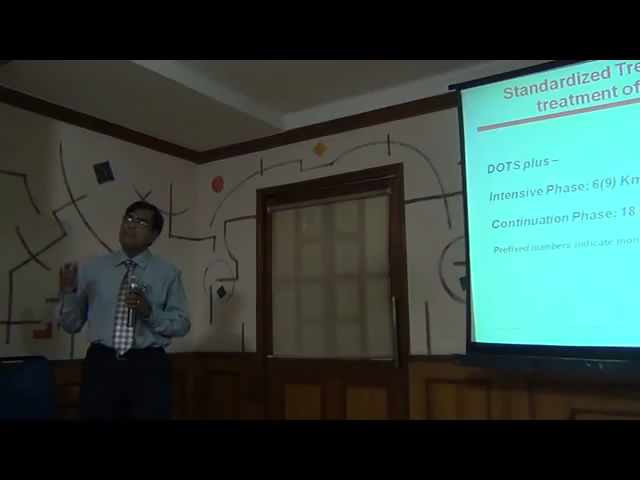 Standardized Tre
treatment of
DOTS plus –
Intensive Phase: 6(9) Km
Continuation Phase: 18
Prefixed numbers indicate mon